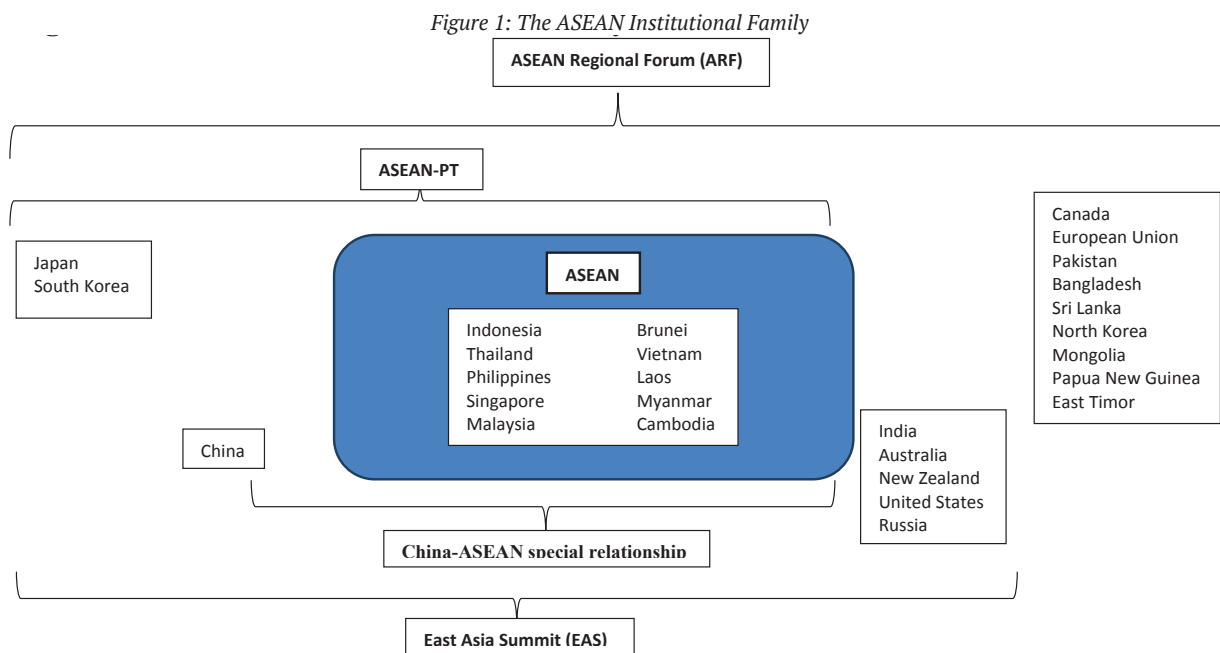 Figure 1: The ASEAN Institutional Family
ASEAN Regional Forum (ARF)
ASEAN-PT
Japan
South Korea
ASEAN
Indonesia
Thailand
Philippines
Singapore
Malaysia
Brunei
Vietnam
Laos
Myanmar
Cambodia
Canada
European Union
Pakistan
Bangladesh
Sri Lanka
North Korea
Mongolia
Papua New Guinea
East Timor
China
India
Australia
New Zealand
United States
Russia
China-ASEAN special relationship
East Asia Summit (EAS)